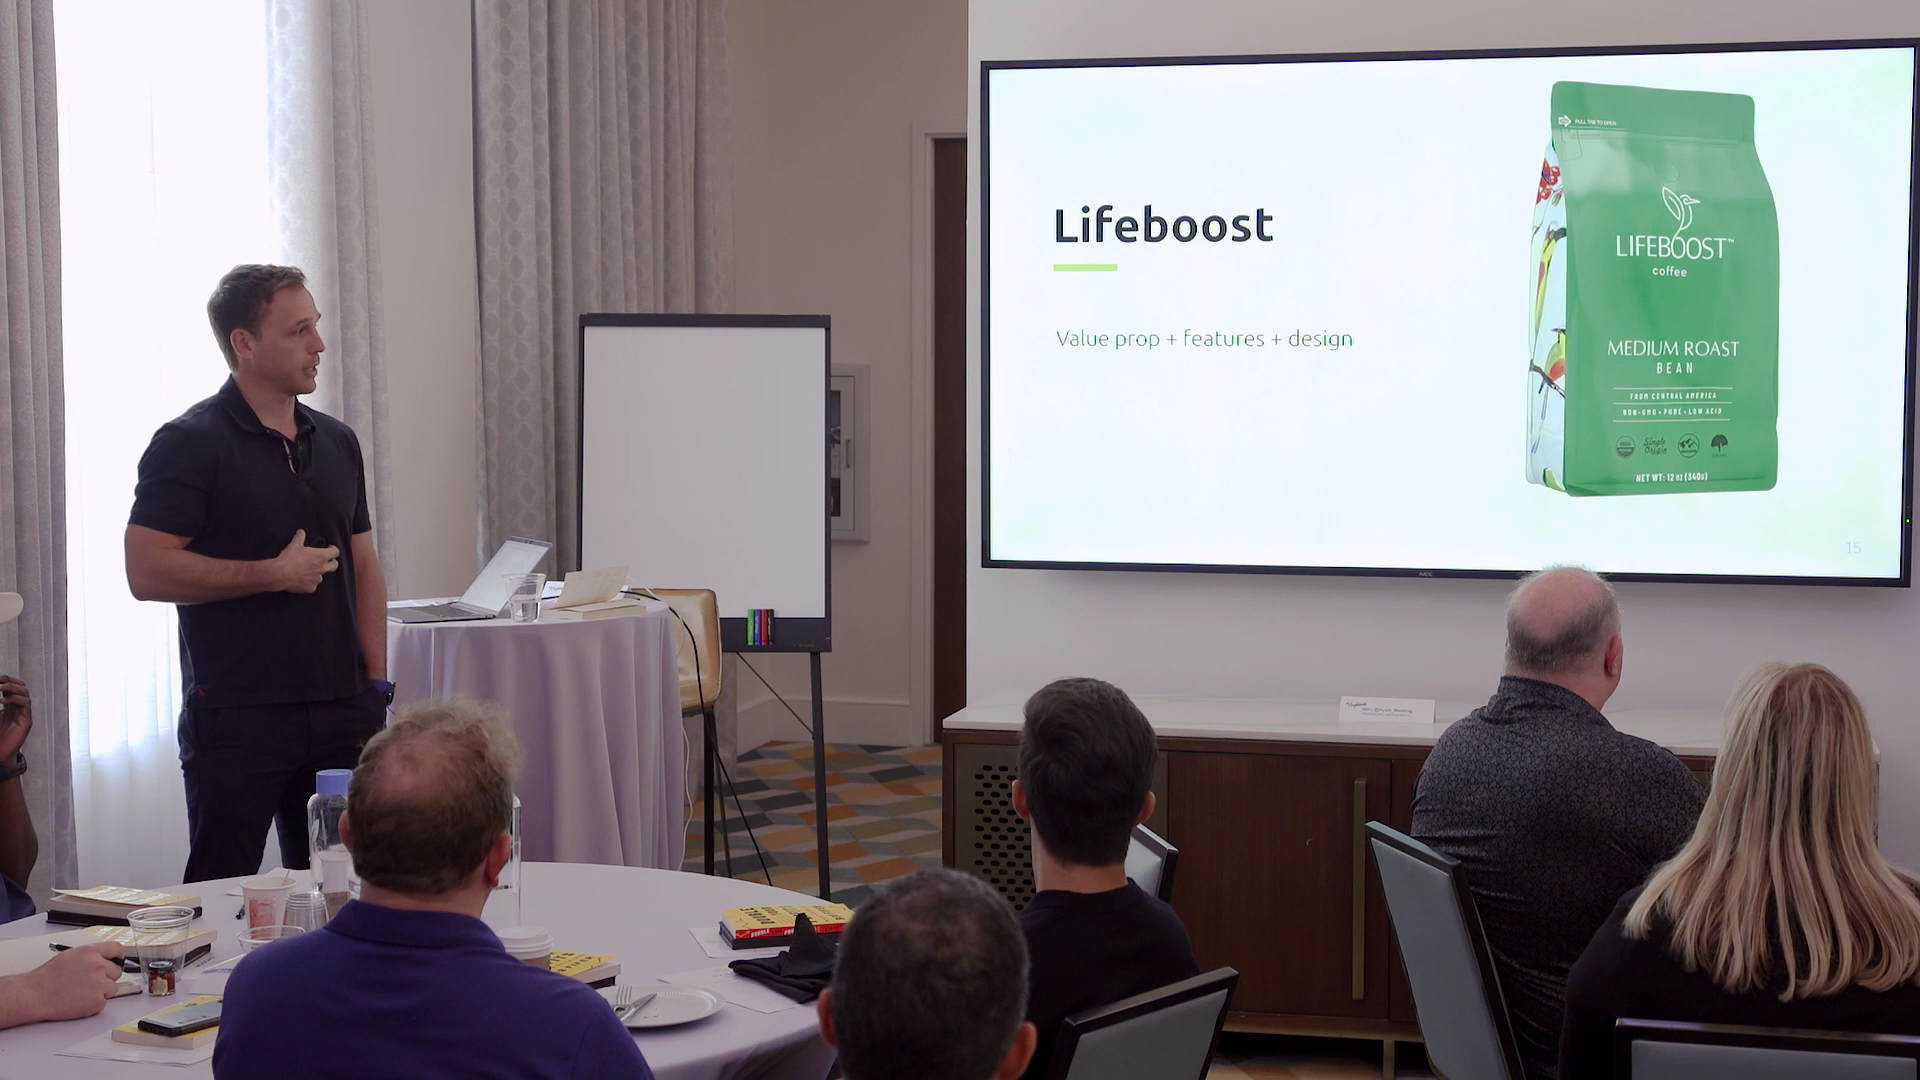 Lifeboost
Value prop + features + design
PULL TAB TO OPEN
LIFEBOOST™
coffee
MEDIUM ROAST
BEAN
FROM CENTRAL AMERICA
NON-GMO • PURE • LOW ACID
Single
Origin
NET WT: 12 oz (340g)
15
NEC